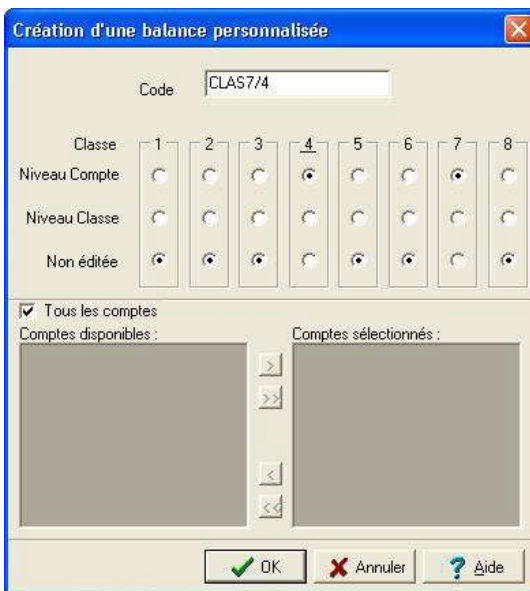 Création d'une balance personnalisée
Code CLAS7/4
Classe 1 2 3 4 5 6 7 8
Niveau Compte
Niveau Classe
Non éditée
Tous les comptes
Comptes disponibles : Comptes sélectionnés :
>
>>
<
<<
OK Annuler ? Aide